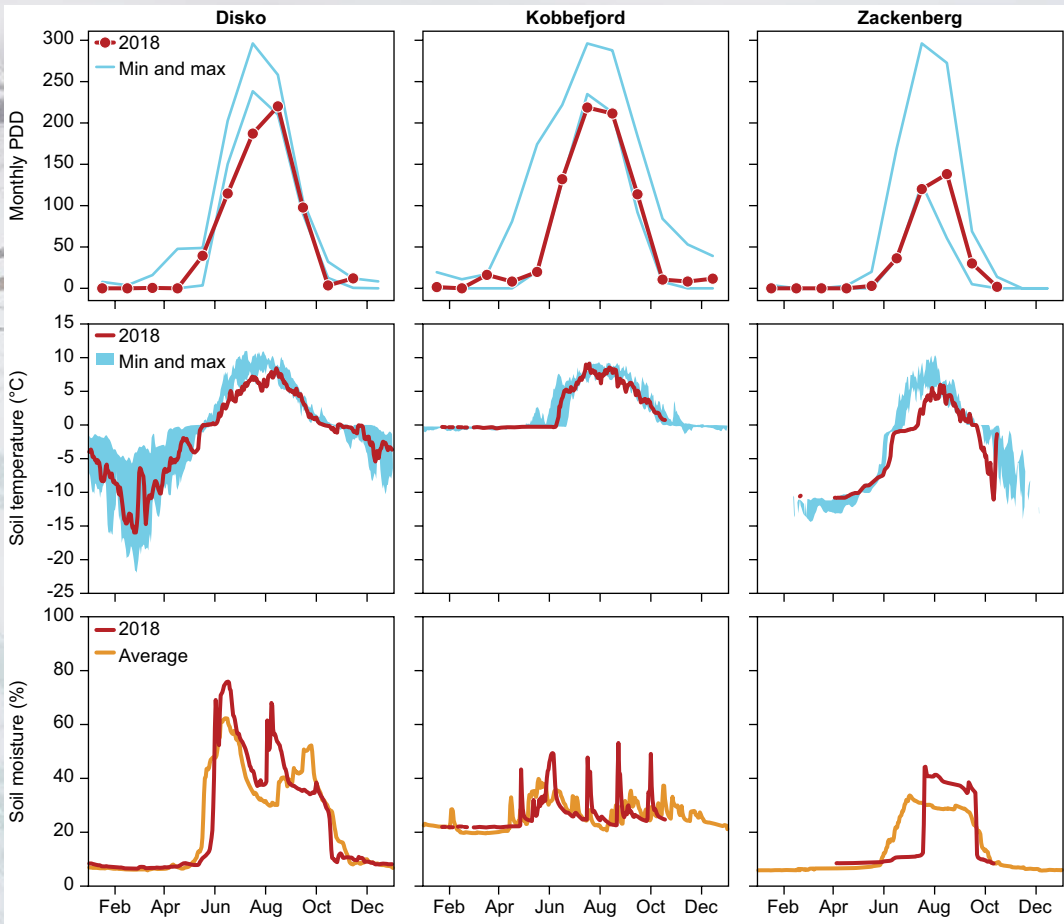 Disko
Kobbefjord
Zackenberg
Monthly PDD
300
250
200
150
100
50
0
2018
Min and max
Soil temperature (°C)
15
10
5
0
-5
-10
-15
-20
-25
2018
Min and max
Soil moisture (%)
100
80
60
40
20
0
2018
Average
Feb Apr Jun Aug Oct Dec
Feb Apr Jun Aug Oct Dec
Feb Apr Jun Aug Oct Dec